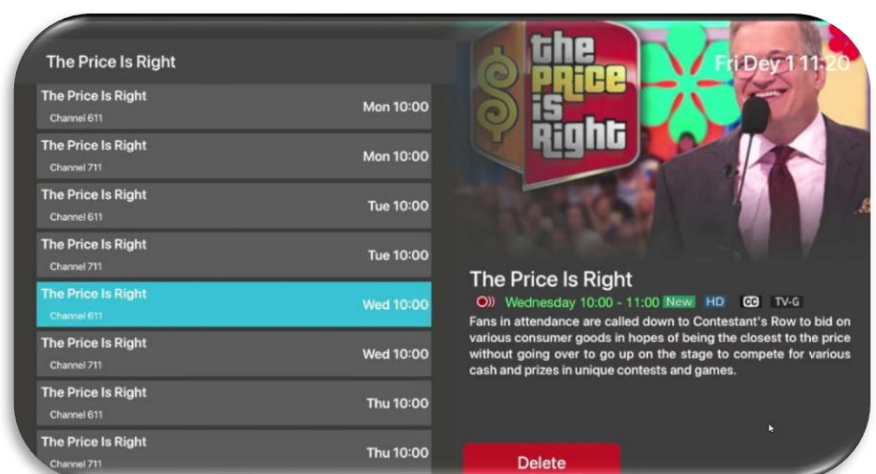 The Price Is Right
The Price Is Right
Channel 611
Mon 10:00
The Price Is Right
Channel 711
Mon 10:00
The Price Is Right
Channel 611
Tue 10:00
The Price Is Right
Channel 711
Tue 10:00
The Price Is Right
Channel 611
Wed 10:00
The Price Is Right
Channel 711
Wed 10:00
The Price Is Right
Channel 611
Thu 10:00
The Price Is Right
Channel 711
Thu 10:00
the
PRice
is
Right
Fri Dey 1 11:20
The Price Is Right
Wednesday 10:00 - 11:00 New HD CC TV-G
Fans in attendance are called down to Contestant's Row to bid on
various consumer goods in hopes of being the closest to the price
without going over to go up on the stage to compete for various
cash and prizes in unique contests and games.
Delete